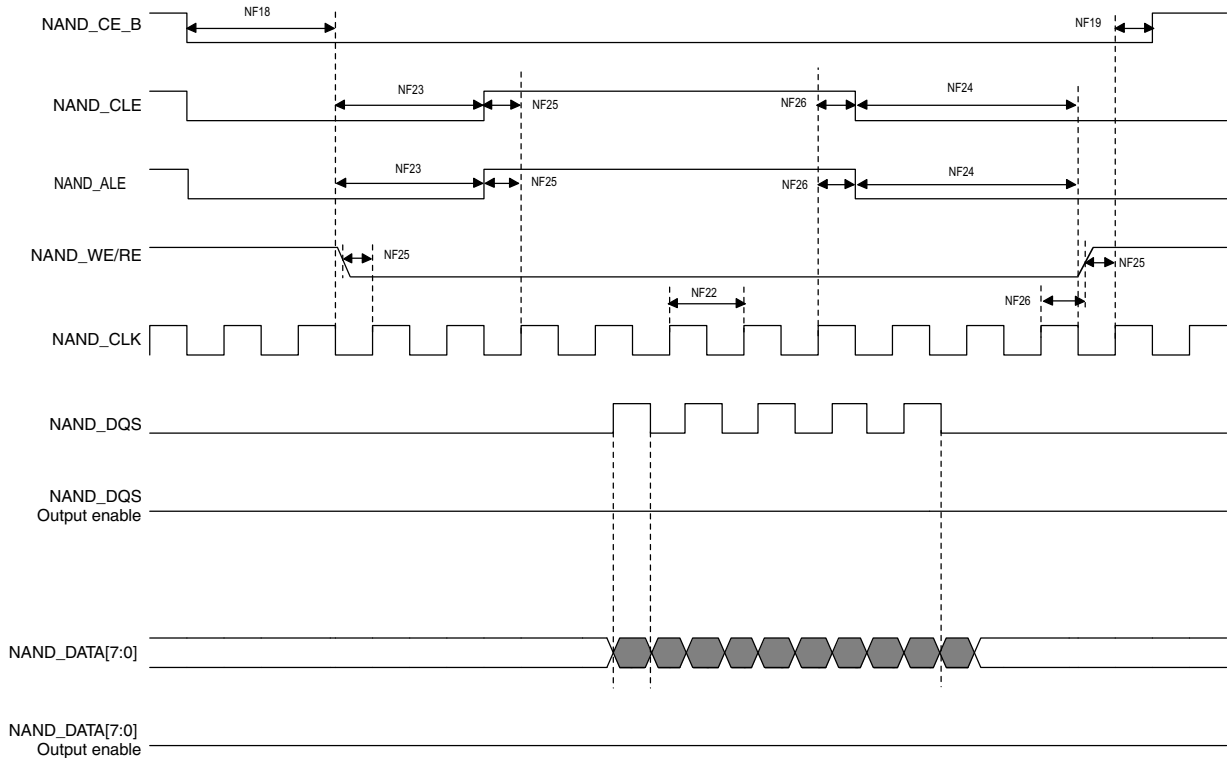 NF18
NAND_CE_B
NF19
NF23
NF24
NAND_CLE
NF25
NF26
NF23
NF24
NAND_ALE
NF25
NF26
NAND_WE/RE
NF25
NF25
NF22
NF26
NAND_CLK
NAND_DQS
NAND_DQS
Output enable
NAND_DATA[7:0]
NAND_DATA[7:0]
Output enable